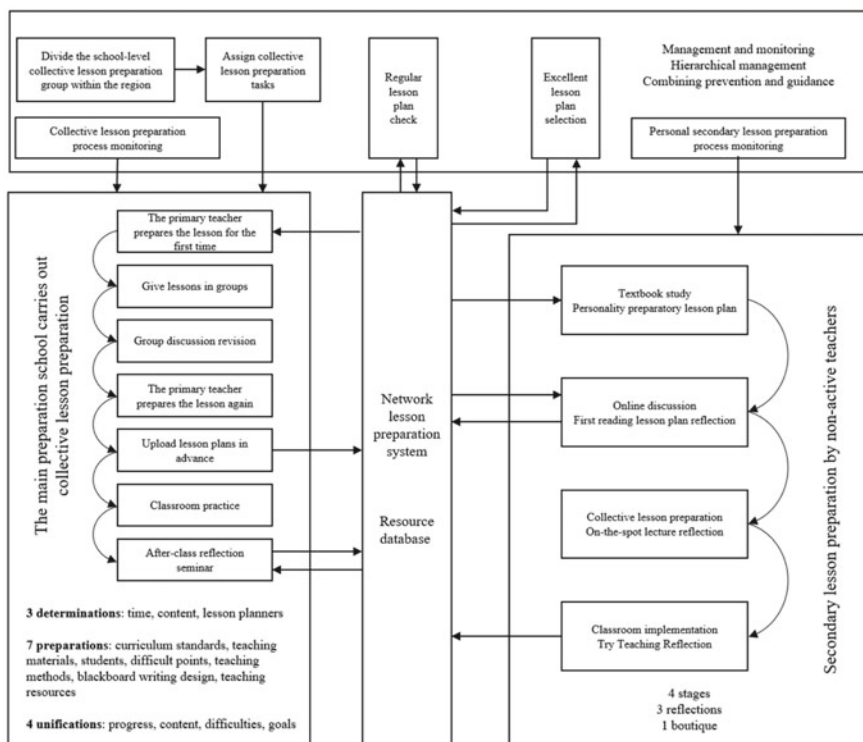 Divide the school-level
collective lesson preparation
group within the region
Assign collective
lesson preparation
tasks
Regular
lesson
plan
check
Excellent
lesson
plan
selection
Management and monitoring
Hierarchical management
Combining prevention and guidance
Collective lesson preparation
process monitoring
Personal secondary lesson preparation
process monitoring
The main preparation school carries out
collective lesson preparation
The primary teacher
prepares the lesson for the
first time
Give lessons in groups
Group discussion revision
The primary teacher
prepares the lesson again
Upload lesson plans in
advance
Classroom practice
After-class reflection
seminar
3 determinations: time, content, lesson planners
7 preparations: curriculum standards, teaching
materials, students, difficult points, teaching
methods, blackboard writing design, teaching
resources
4 unifications: progress, content, difficulties, goals
Network
lesson
preparation
system
Resource
database
Textbook study
Personality preparatory lesson plan
Online discussion
First reading lesson plan reflection
Collective lesson preparation
On-the-spot lecture reflection
Classroom implementation
Try Teaching Reflection
4 stages
3 reflections
1 boutique
Secondary lesson preparation by non-active teachers